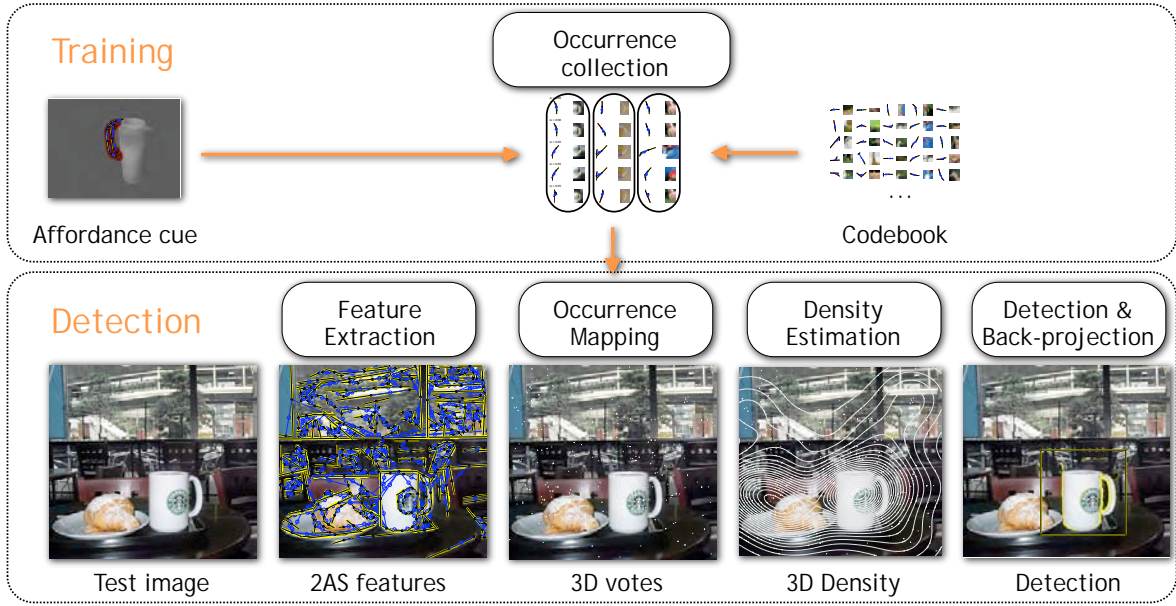 Training
Occurrence
collection
Affordance cue
. . .
Codebook
Detection
Feature
Extraction
Occurrence
Mapping
Density
Estimation
Detection &
Back-projection
Test image
2AS features
3D votes
3D Density
Detection